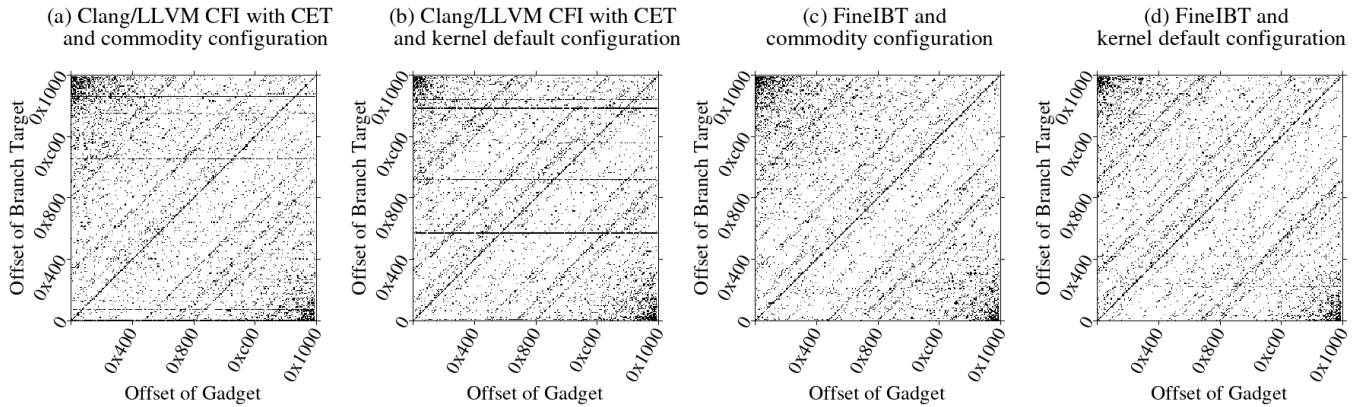 (a) Clang/LLVM CFI with CET
and commodity configuration
Offset of Branch Target
0x1000
0xc00
0x800
0x400
0
0x400
0x800
0xc00
0x1000
Offset of Gadget
(b) Clang/LLVM CFI with CET
and kernel default configuration
Offset of Branch Target
0x1000
0xc00
0x800
0x400
0
0x400
0x800
0xc00
0x1000
Offset of Gadget
(c) FineIBT and
commodity configuration
Offset of Branch Target
0x1000
0xc00
0x800
0x400
0
0x400
0x800
0xc00
0x1000
Offset of Gadget
(d) FineIBT and
kernel default configuration
Offset of Branch Target
0x1000
0xc00
0x800
0x400
0
0x400
0x800
0xc00
0x1000
Offset of Gadget